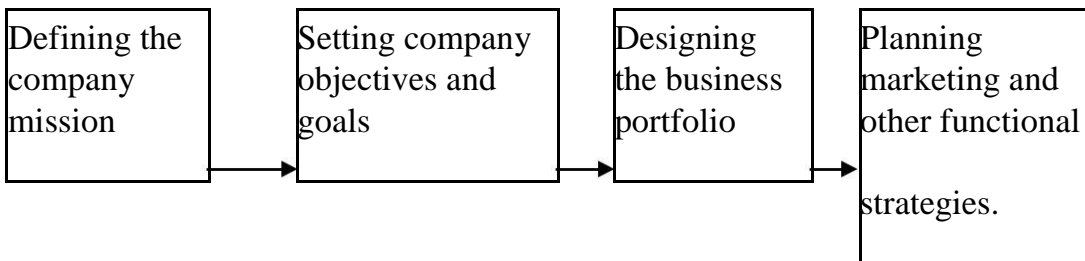 Defining the
company
mission
Setting company
objectives and
goals
Designing
the business
portfolio
Planning
marketing and
other functional
strategies.